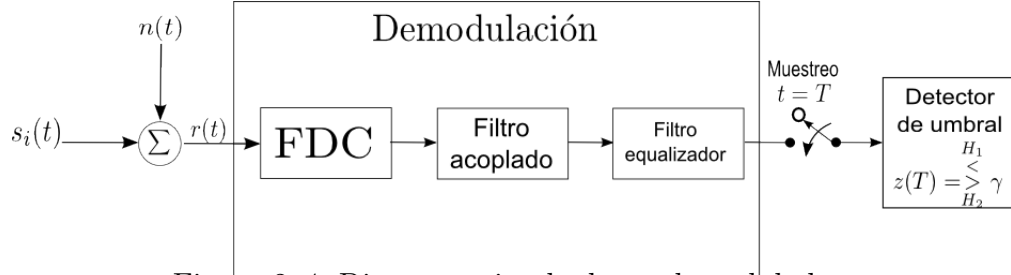 Demodulación
n(t)
s_i(t)
Σ
r(t)
FDC
Filtro
acoplado
Filtro
equalizador
Muestreo
t = T
Detector
de umbral
H_1
<
z(T) = > γ
H_2